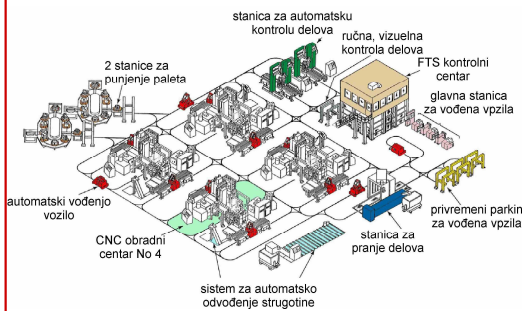 stanica za automatsku
kontrolu delova
ručna, vizuelna
kontrola delova
FTS kontrolni
centar
2 stanice za
punjenje paleta
glavna stanica
za vođena vpzila
automatski vođenjo
vozilo
CNC obradni
centar No 4
sistem za automatsko
odvođenje strugotine
stanica za
pranje delova
privremeni parking
za vođena vpzila